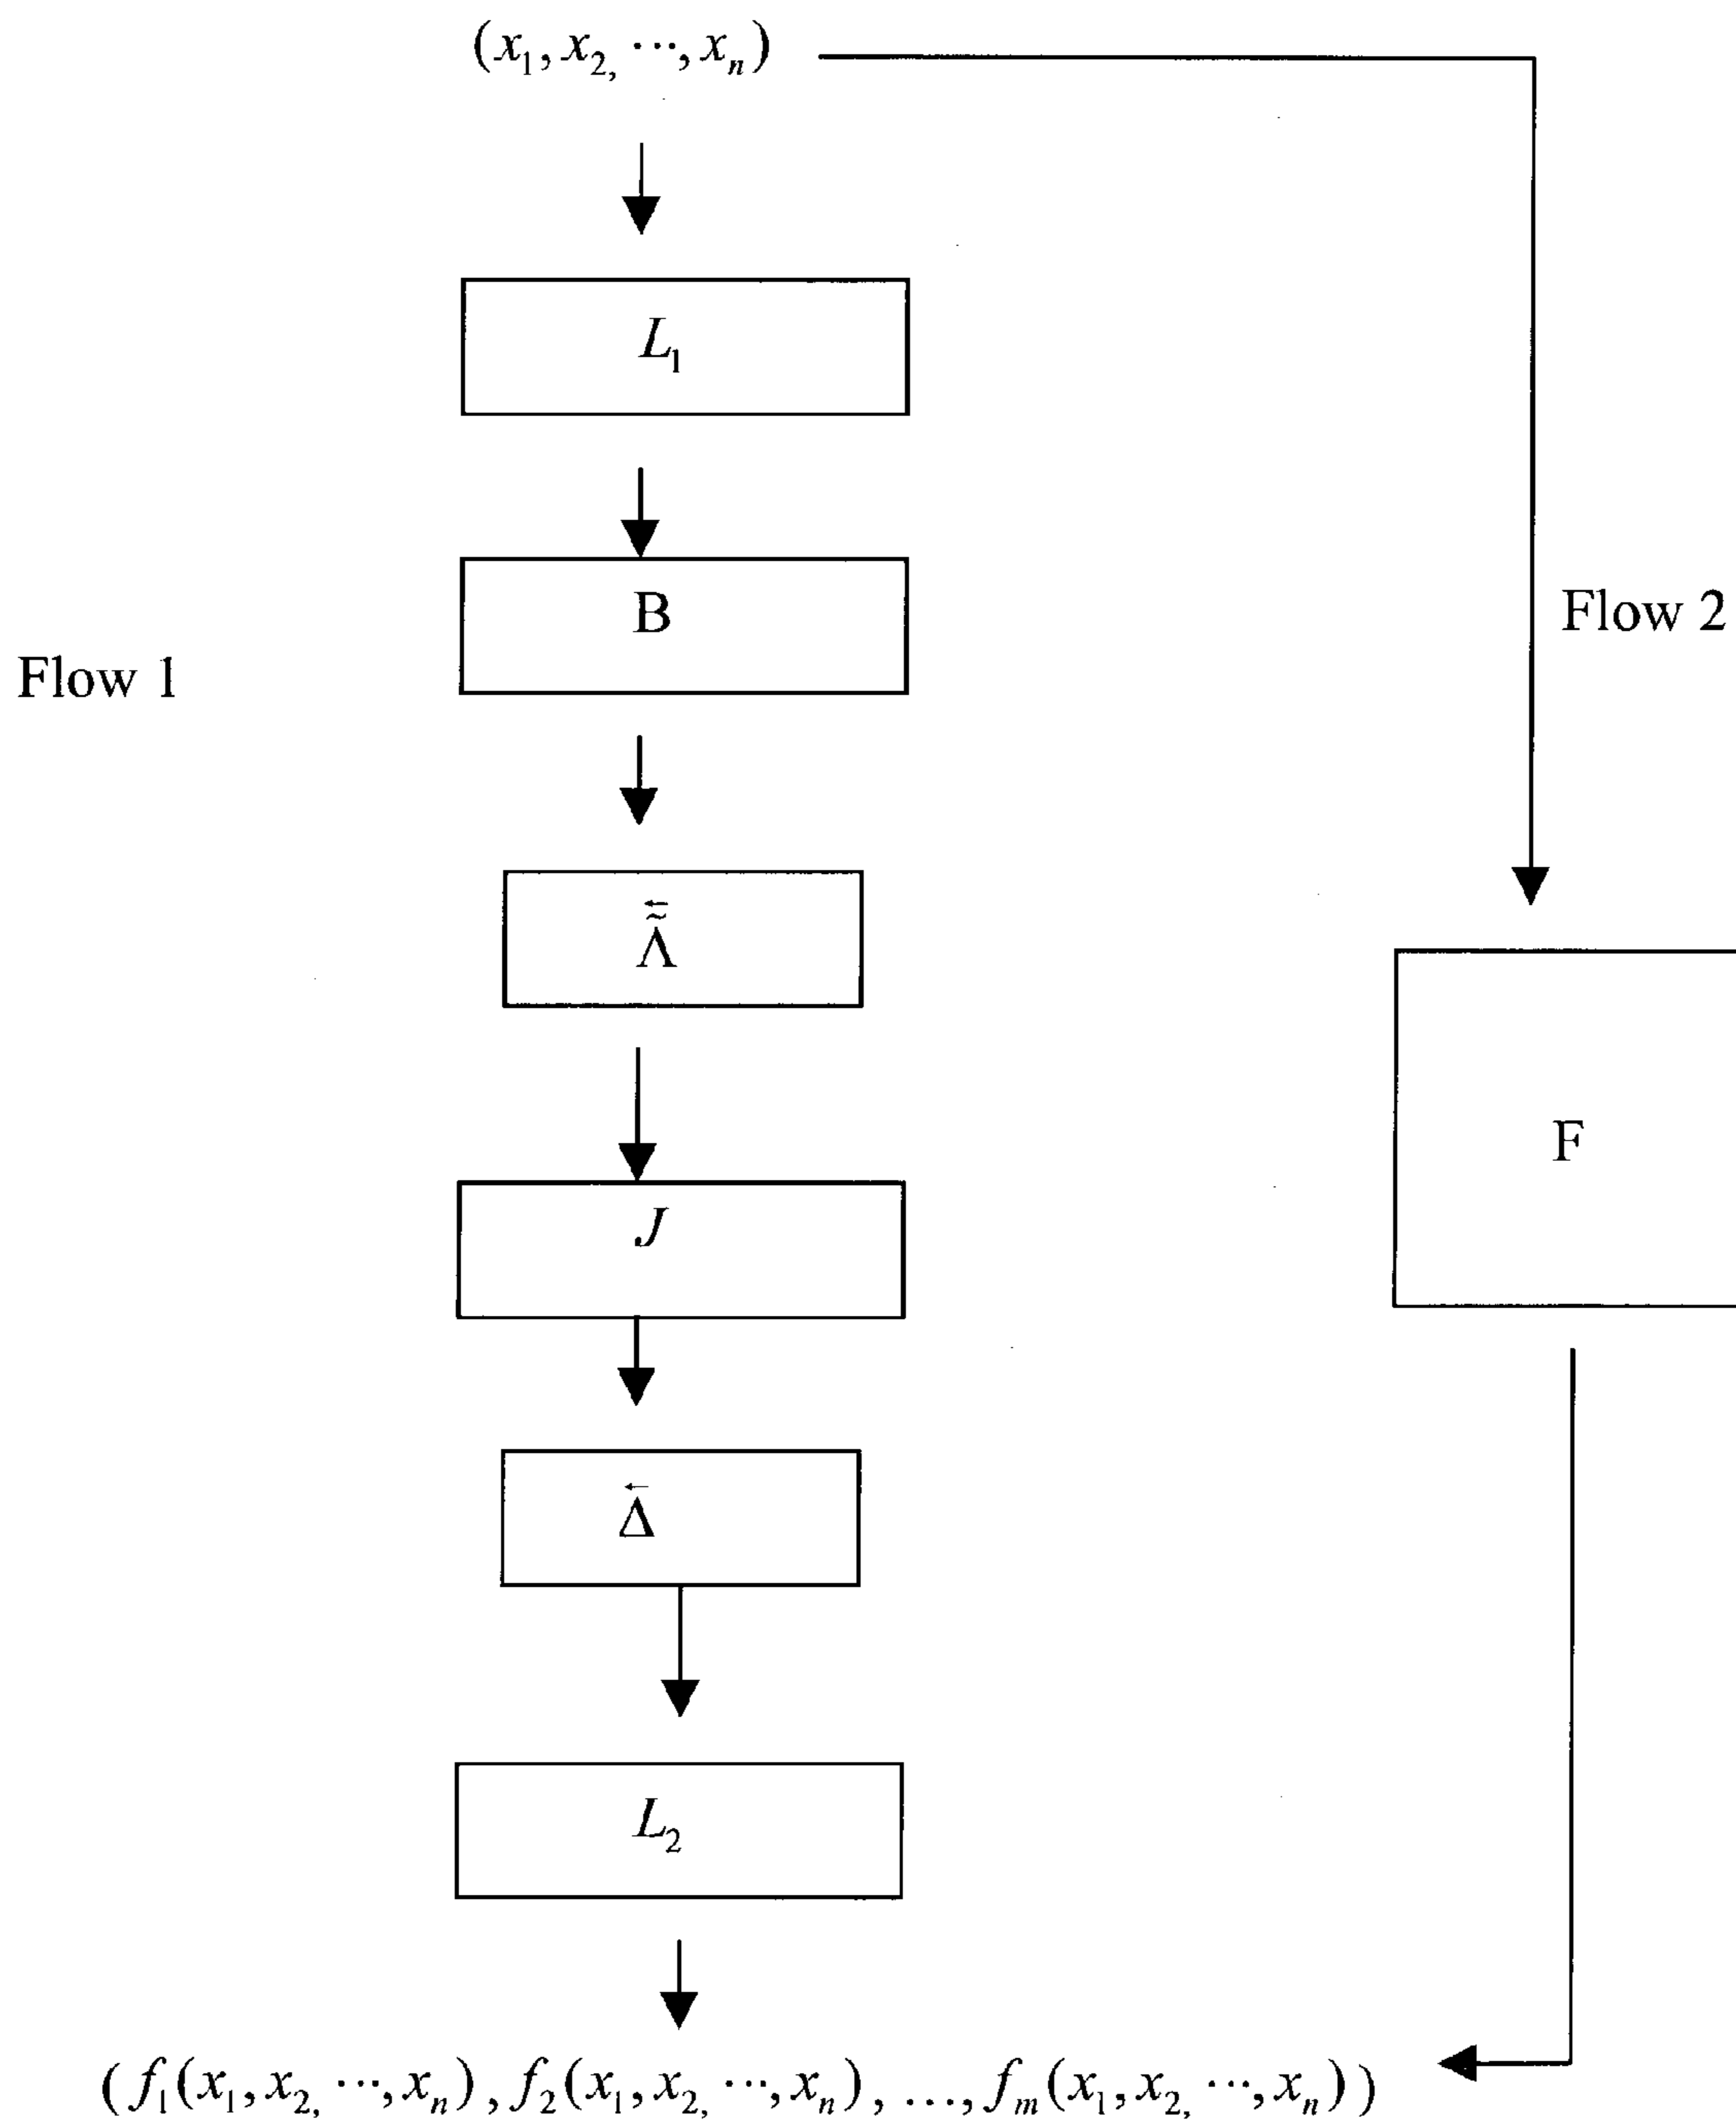 (x₁, x₂, ⋯, xₙ)
L₁
B
Flow 2
Flow 1
Λ̃⃖
F
J
Δ⃖
L₂
(f₁(x₁, x₂, ⋯, xₙ), f₂(x₁, x₂, ⋯, xₙ), ..., fₘ(x₁, x₂, ⋯, xₙ))